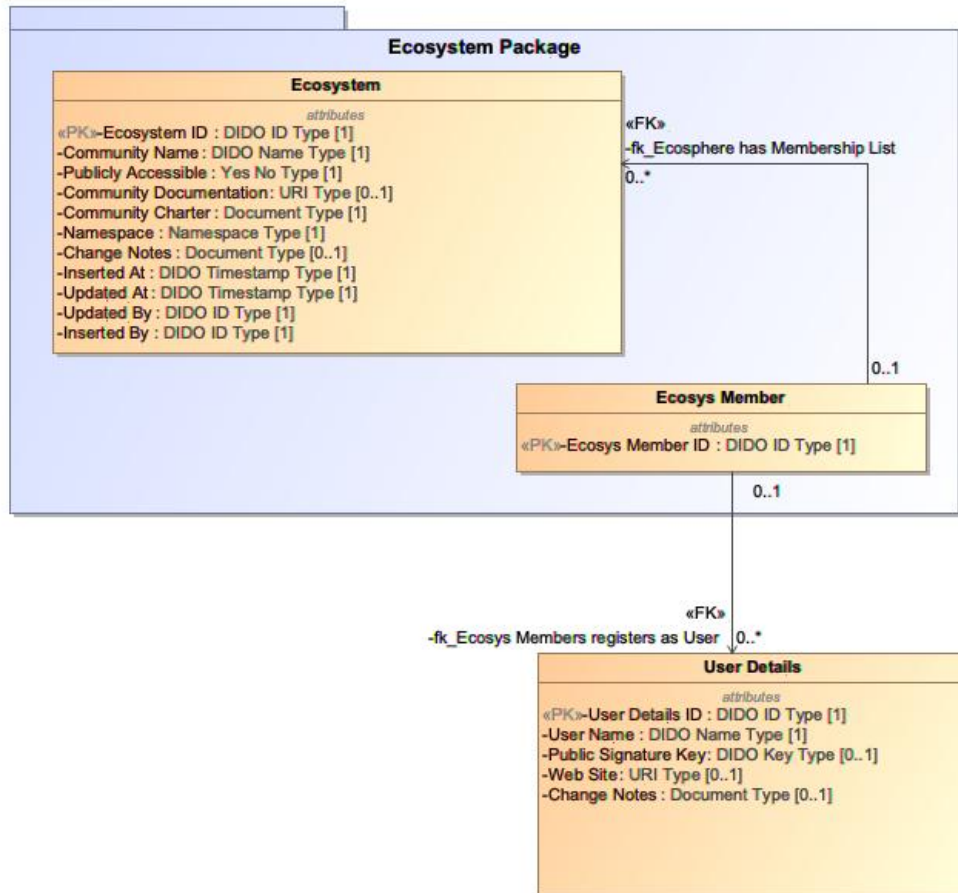 Ecosystem Package
Ecosystem
attributes
«PK»-Ecosystem ID : DIDO ID Type [1]
-Community Name : DIDO Name Type [1]
-Publicly Accessible : Yes No Type [1]
-Community Documentation: URI Type [0..1]
-Community Charter : Document Type [1]
-Namespace : Namespace Type [1]
-Change Notes : Document Type [0..1]
-Inserted At : DIDO Timestamp Type [1]
-Updated At : DIDO Timestamp Type [1]
-Updated By : DIDO ID Type [1]
-Inserted By : DIDO ID Type [1]
«FK»
-fk_Ecosphere has Membership List
0..*
0..1
Ecosys Member
attributes
«PK»-Ecosys Member ID : DIDO ID Type [1]
0..1
«FK»
-fk_Ecosys Members registers as User 0..*
User Details
attributes
«PK»-User Details ID : DIDO ID Type [1]
-User Name : DIDO Name Type [1]
-Public Signature Key: DIDO Key Type [0..1]
-Web Site: URI Type [0..1]
-Change Notes : Document Type [0..1]